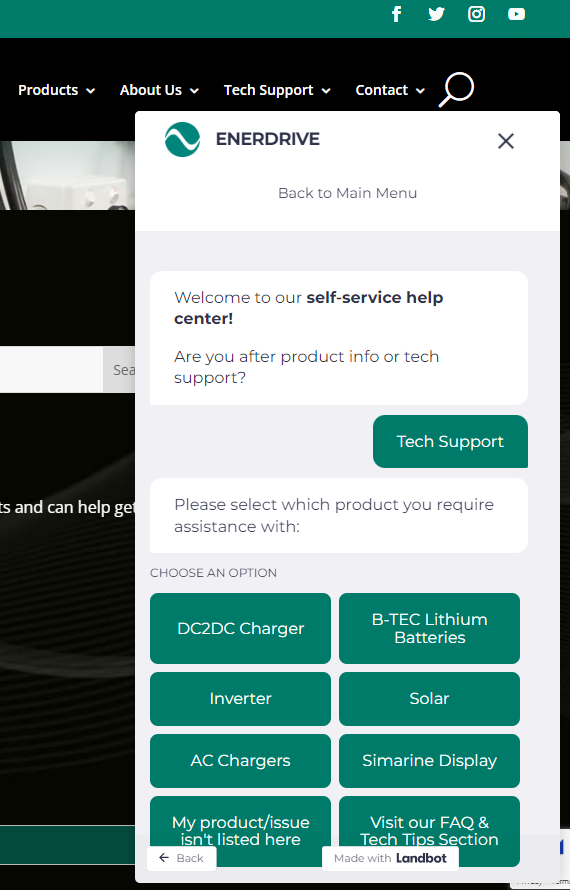 Products
About Us
Tech Support
Contact
ENERDRIVE
Back to Main Menu
Welcome to our self-service help
center!
Are you after product info or tech
support?
Sea
Tech Support
Please select which product you require
assistance with:
ts and can help get
CHOOSE AN OPTION
DC2DC Charger
B-TEC Lithium
Batteries
Inverter
Solar
AC Chargers
Simarine Display
My product/issue
isn't listed here
Visit our FAQ &
Tech Tips Section
Back
Made with Landbot